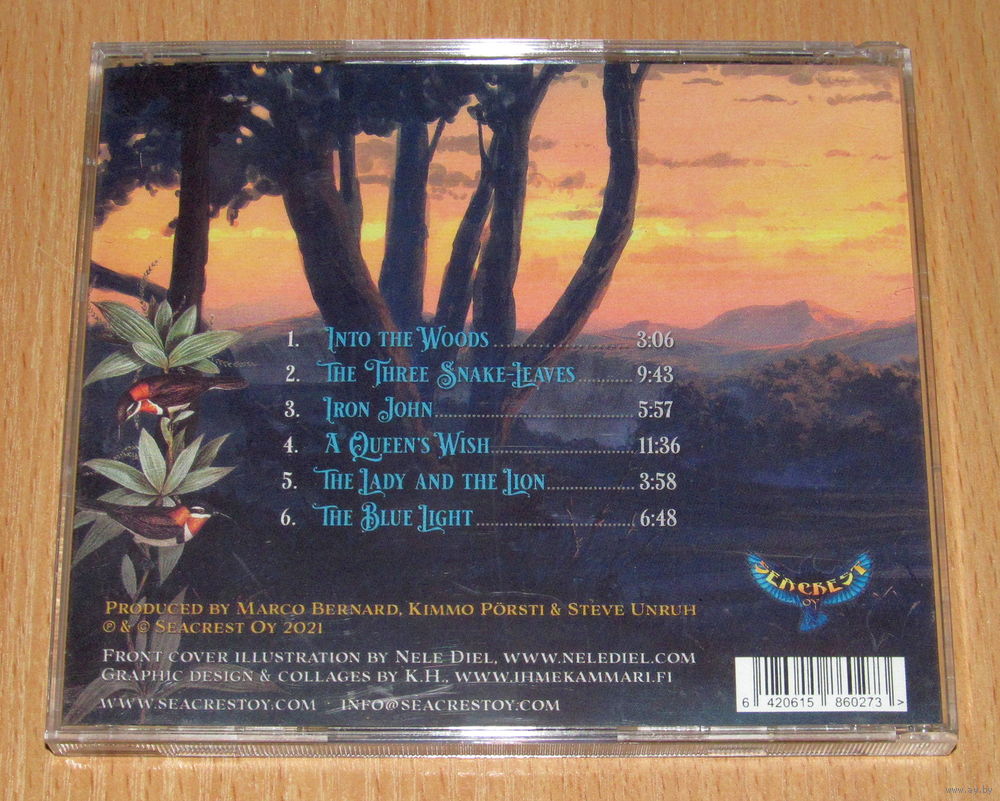 1. Into the Woods........................3:06
2. The Three Snake-Leaves..........9:43
3. Iron John......................................5:57
4. A Queen's Wish...........................11:36
5. The Lady and the Lion................3:58
6. The Blue Light.............................6:48
Seacrest
Oy
Produced by Marco Bernard, Kimmo Pörsti & Steve Unruh
℗ & © Seacrest Oy 2021
Front cover illustration by Nele Diel, www.nelediel.com
Graphic design & collages by K.H., www.ihmekammari.fi
www.seacrestoy.com info@seacrestoy.com
6 420615 860273 >
www.ay.by